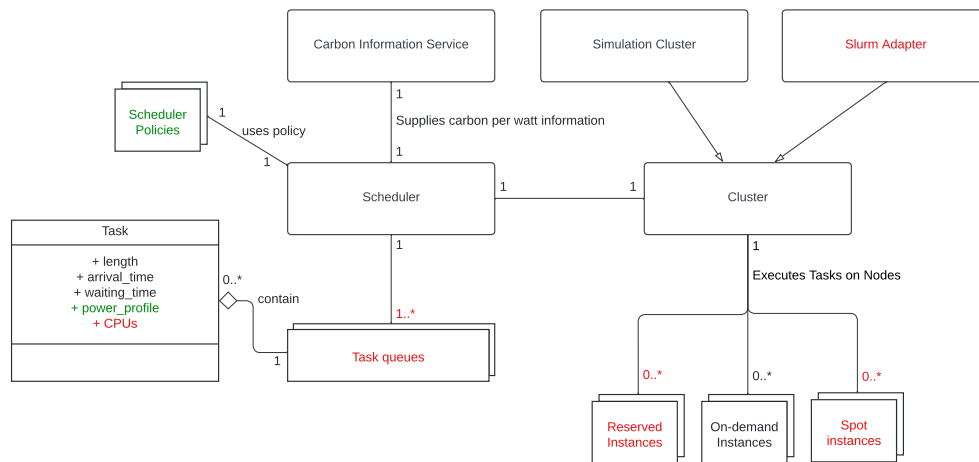 Carbon Information Service
Simulation Cluster
Slurm Adapter
1
Scheduler
Policies
1
uses policy
Supplies carbon per watt information
1
1
Scheduler
1
1
Cluster
Task
1
1
+ length
+ arrival_time
+ waiting_time
+ power_profile
+ CPUs
0..*
contain
Executes Tasks on Nodes
1..*
1
Task queues
0..*
0..*
0..*
Reserved
Instances
On-demand
Instances
Spot
instances